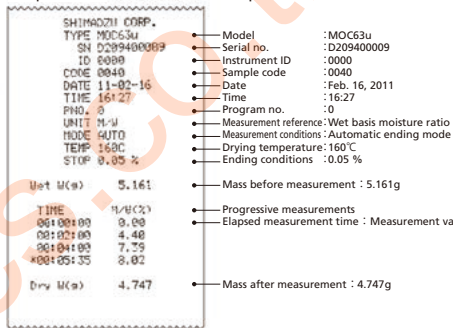 SHIMADZU CORP.
TYPE MOC63u
SN D209400009
ID 0000
CODE 0040
DATE 11-02-16
TIME 16:27
PNO. 0
UNIT M/W
MODE AUTO
TEMP 160C
STOP 0.05 %
Wet W(g) 5.161
TIME M/W(%)
00:00:00 0.00
00:02:00 4.40
00:04:00 7.39
*00:05:35 8.02
Dry W(g) 4.747
Model :MOC63u
Serial no. :D209400009
Instrument ID :0000
Sample code :0040
Date :Feb. 16, 2011
Time :16:27
Program no. :0
Measurement reference :Wet basis moisture ratio
Measurement conditions :Automatic ending mode
Drying temperature :160℃
Ending conditions :0.05 %
Mass before measurement : 5.161g
Progressive measurements
Elapsed measurement time : Measurement va
Mass after measurement : 4.747g